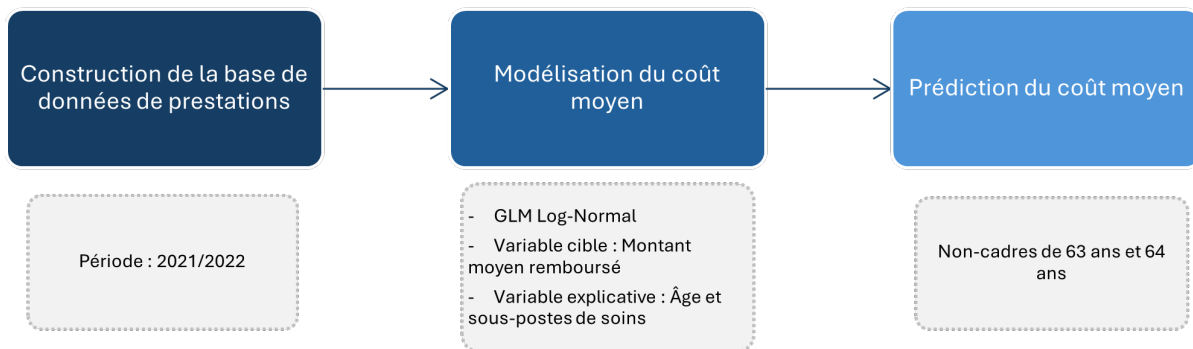 Construction de la base de
données de prestations
Modélisation du coût
moyen
Prédiction du coût moyen
Période : 2021/2022
- GLM Log-Normal
- Variable cible : Montant
moyen remboursé
- Variable explicative : Âge et
sous-postes de soins
Non-cadres de 63 ans et 64
ans